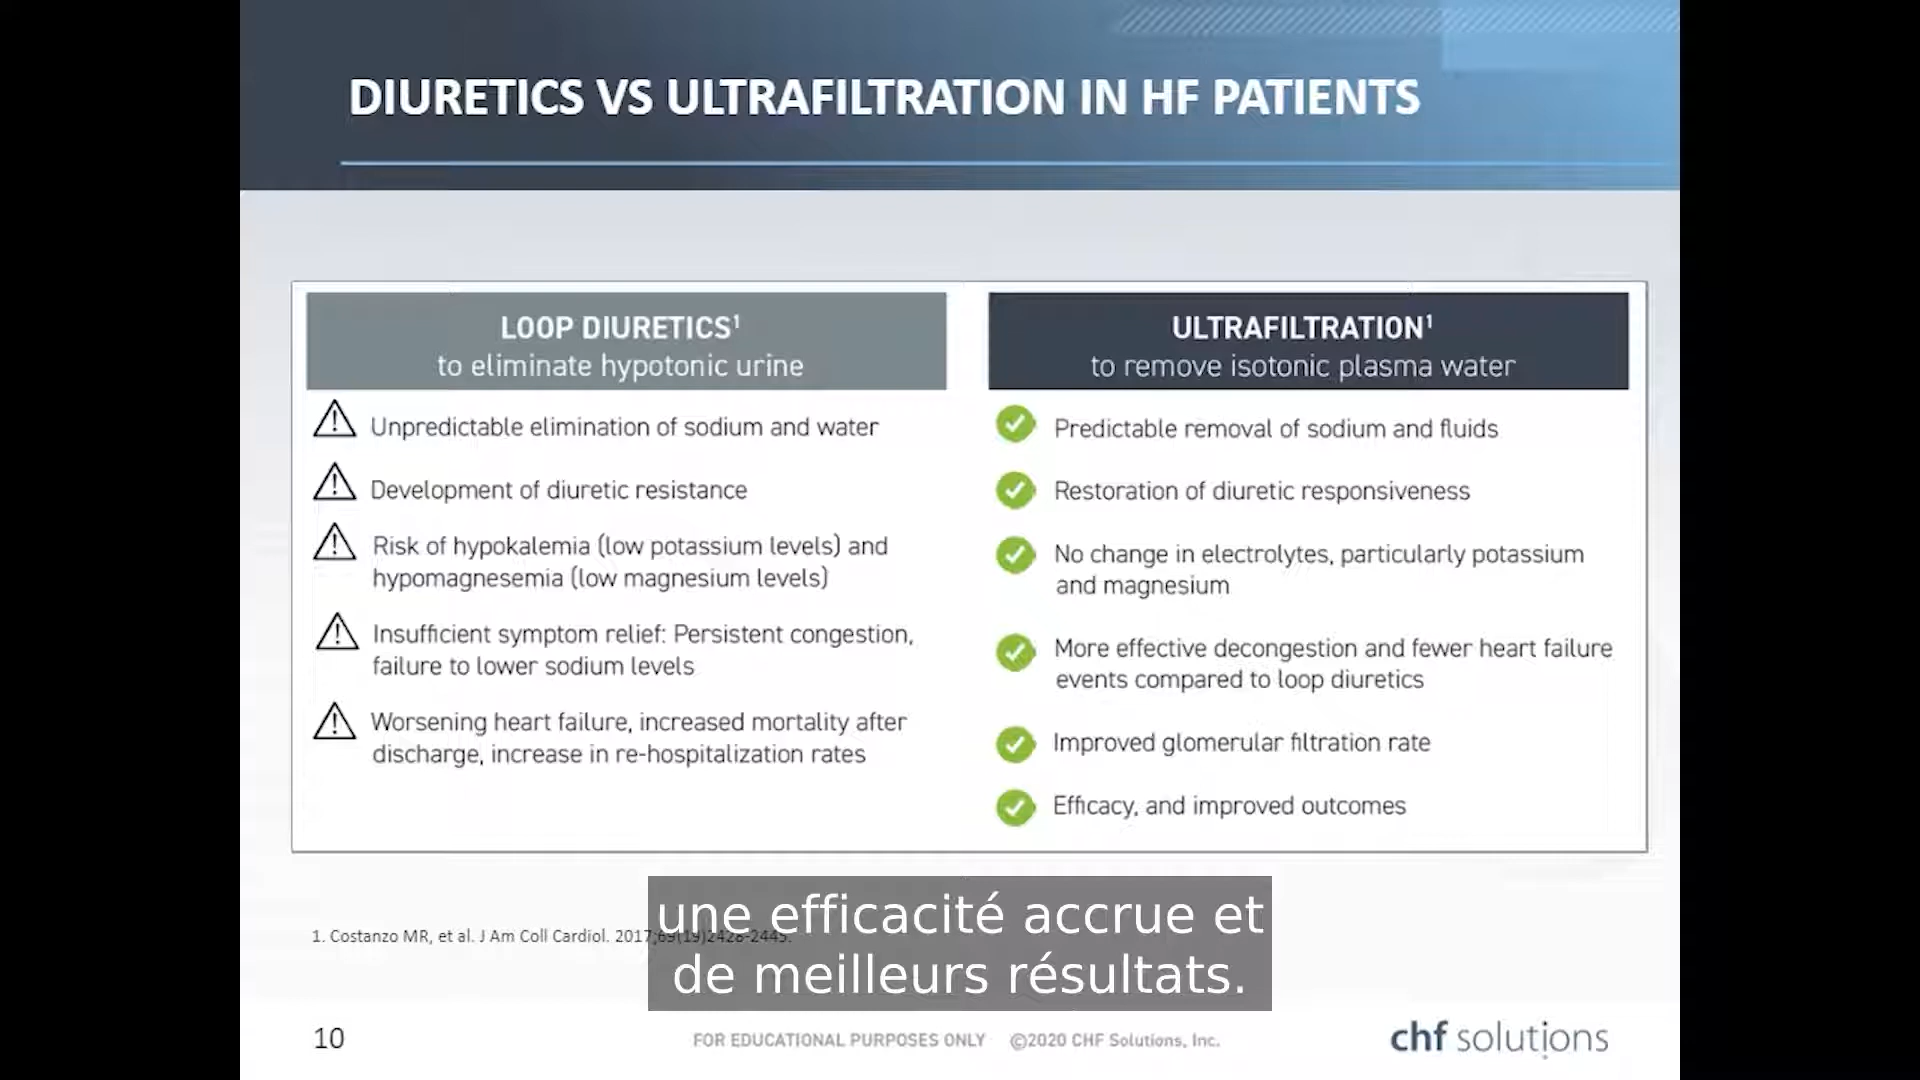 DIURETICS VS ULTRAFILTRATION IN HF PATIENTS
LOOP DIURETICS¹
to eliminate hypotonic urine
Unpredictable elimination of sodium and water
Development of diuretic resistance
Risk of hypokalemia (low potassium levels) and
hypomagnesemia (low magnesium levels)
Insufficient symptom relief: Persistent congestion,
failure to lower sodium levels
Worsening heart failure, increased mortality after
discharge, increase in re-hospitalization rates
ULTRAFILTRATION¹
to remove isotonic plasma water
Predictable removal of sodium and fluids
Restoration of diuretic responsiveness
No change in electrolytes, particularly potassium
and magnesium
More effective decongestion and fewer heart failure
events compared to loop diuretics
Improved glomerular filtration rate
Efficacy, and improved outcomes
1. Costanzo MR, et al. J Am Coll Cardiol. 2017;69(19)2428-2445.
une efficacité accrue et
de meilleurs résultats.
10
FOR EDUCATIONAL PURPOSES ONLY ©2020 CHF Solutions, Inc.
chf solutions